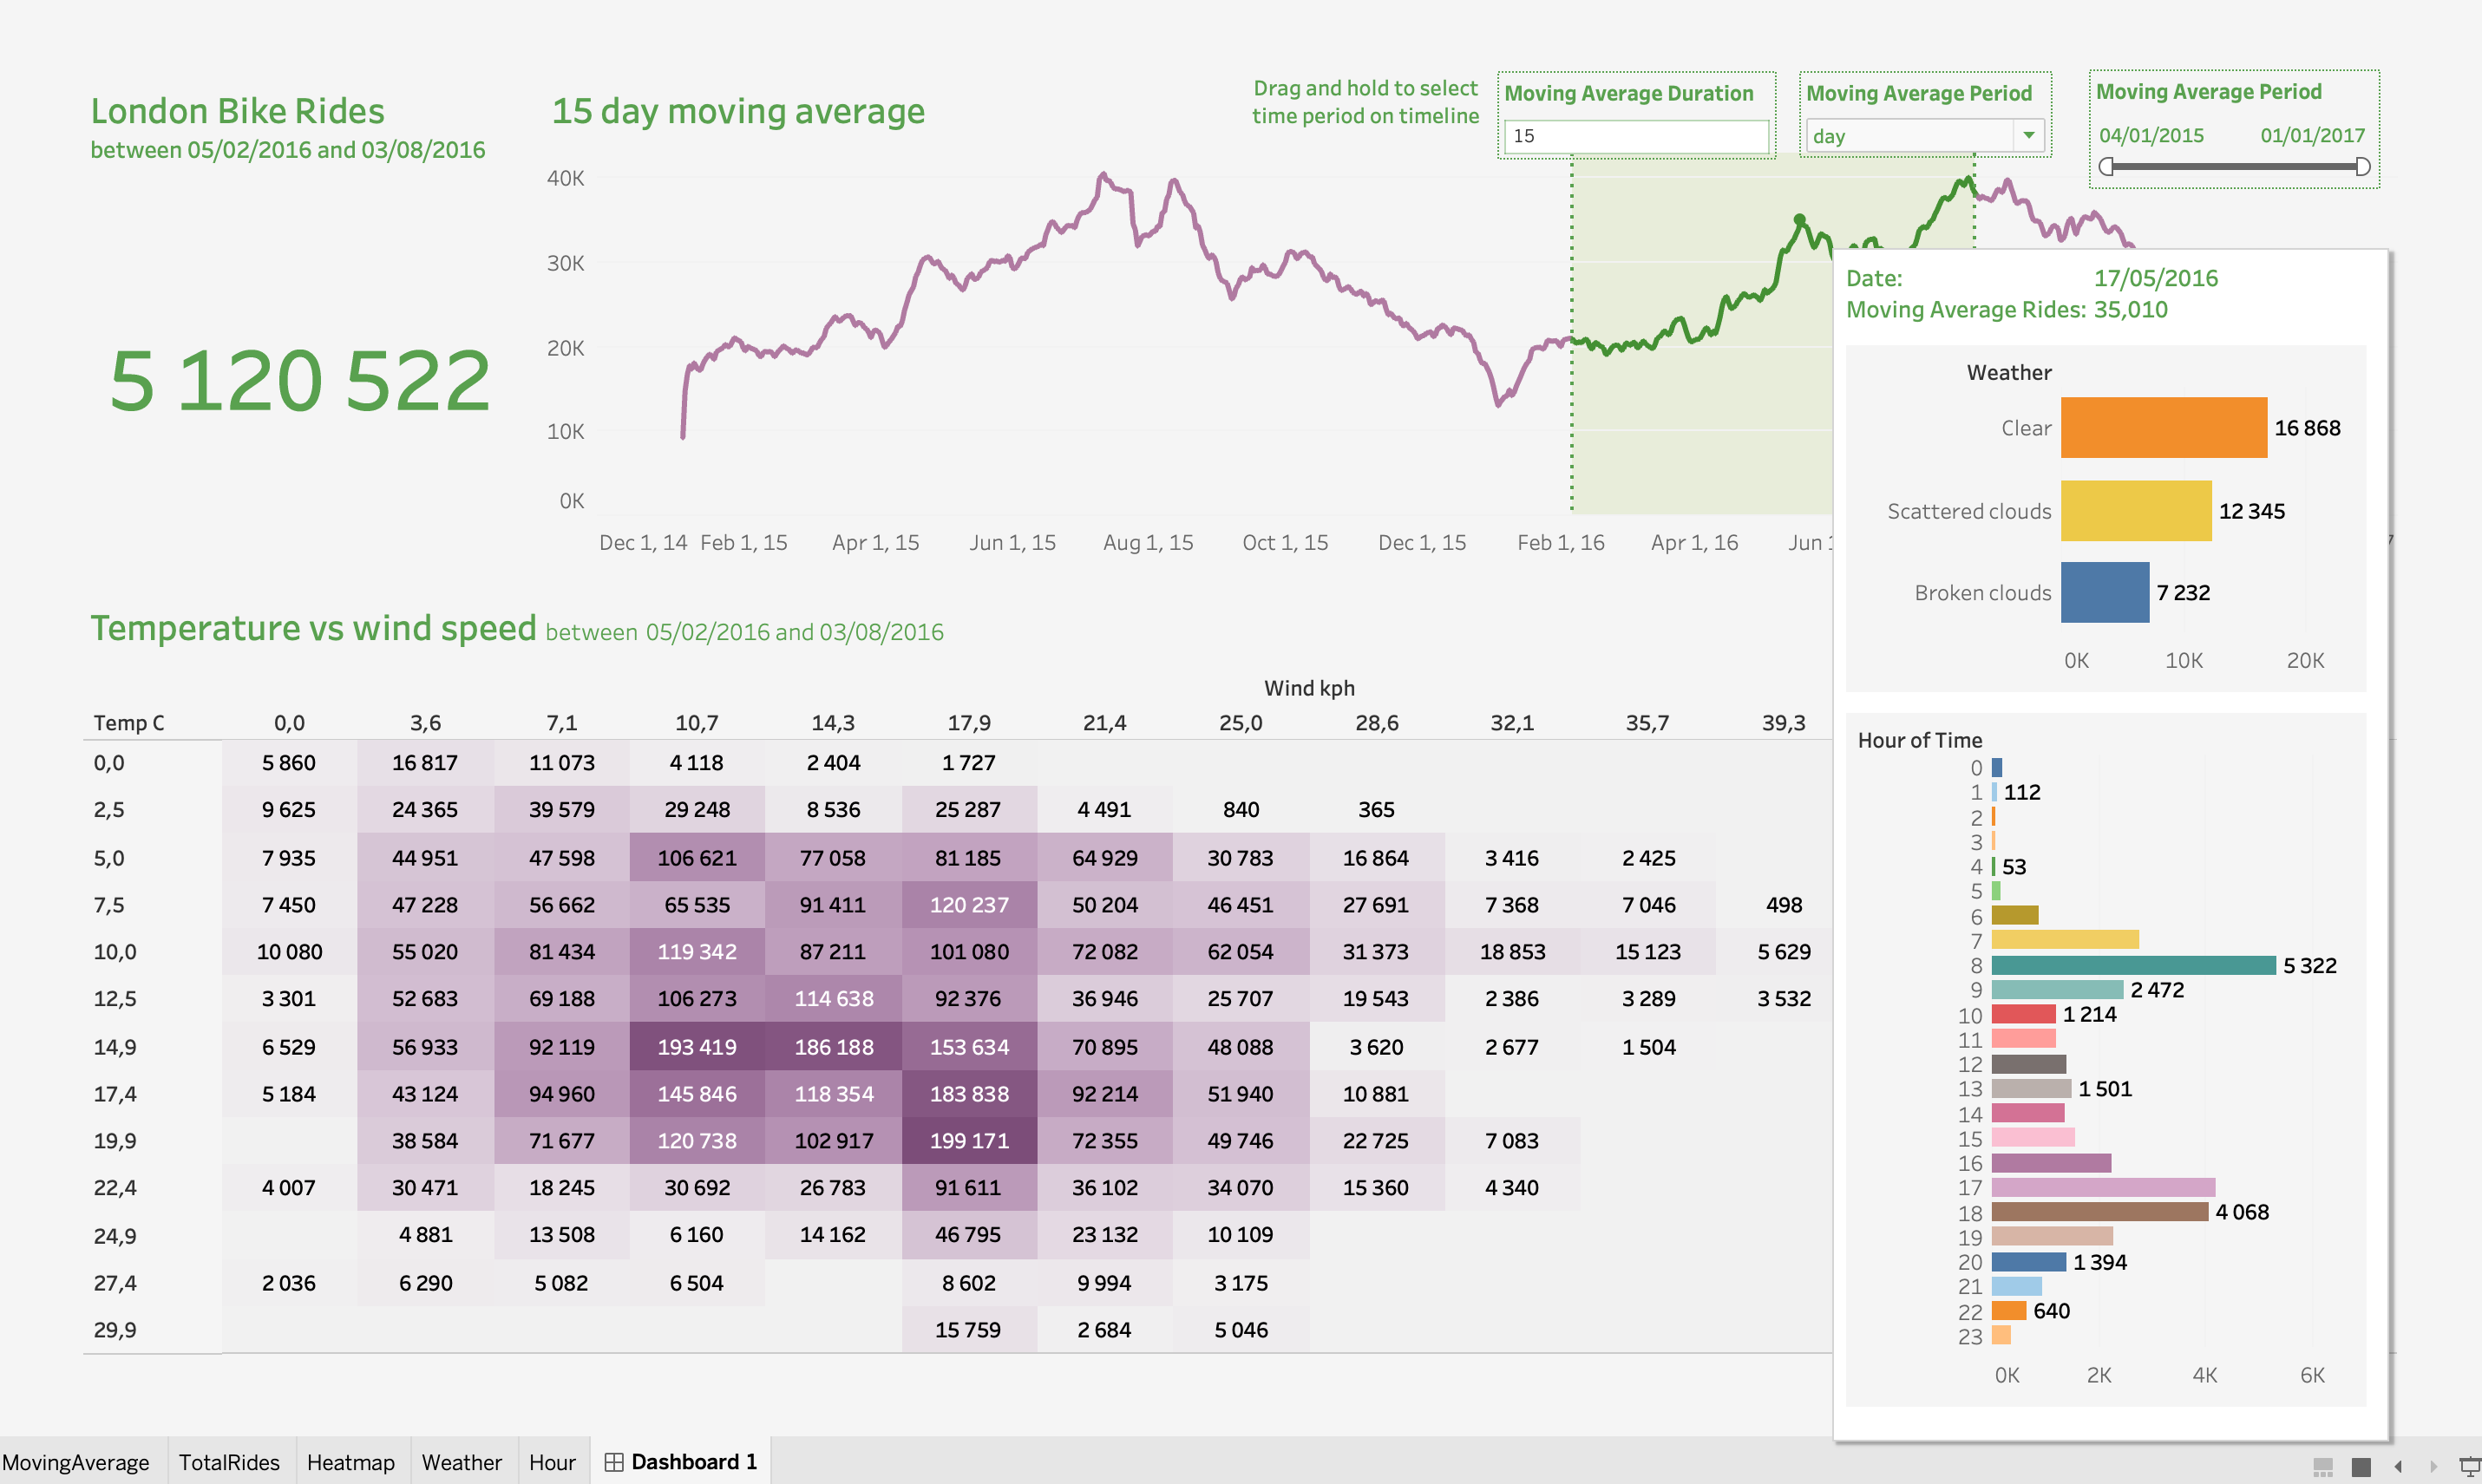 London Bike Rides
between 05/02/2016 and 03/08/2016
5 120 522
15 day moving average
Drag and hold to select
time period on timeline
Moving Average Duration
15
Moving Average Period
day
Moving Average Period
04/01/2015 01/01/2017
40K
30K
20K
10K
0K
Dec 1, 14 Feb 1, 15 Apr 1, 15 Jun 1, 15 Aug 1, 15 Oct 1, 15 Dec 1, 15 Feb 1, 16 Apr 1, 16 Jun 1
Date: 17/05/2016
Moving Average Rides: 35,010
Weather
Clear 16 868
Scattered clouds 12 345
Broken clouds 7 232
0K 10K 20K
Hour of Time
0
1 112
2
3
4 53
5
6
7
8 5 322
9 2 472
10 1 214
11
12
13 1 501
14
15
16
17
18 4 068
19
20 1 394
21
22 640
23
0K 2K 4K 6K
Temperature vs wind speed between 05/02/2016 and 03/08/2016
Wind kph
Temp C 0,0 3,6 7,1 10,7 14,3 17,9 21,4 25,0 28,6 32,1 35,7 39,3
0,0 5 860 16 817 11 073 4 118 2 404 1 727
2,5 9 625 24 365 39 579 29 248 8 536 25 287 4 491 840 365
5,0 7 935 44 951 47 598 106 621 77 058 81 185 64 929 30 783 16 864 3 416 2 425
7,5 7 450 47 228 56 662 65 535 91 411 120 237 50 204 46 451 27 691 7 368 7 046 498
10,0 10 080 55 020 81 434 119 342 87 211 101 080 72 082 62 054 31 373 18 853 15 123 5 629
12,5 3 301 52 683 69 188 106 273 114 638 92 376 36 946 25 707 19 543 2 386 3 289 3 532
14,9 6 529 56 933 92 119 193 419 186 188 153 634 70 895 48 088 3 620 2 677 1 504
17,4 5 184 43 124 94 960 145 846 118 354 183 838 92 214 51 940 10 881
19,9 38 584 71 677 120 738 102 917 199 171 72 355 49 746 22 725 7 083
22,4 4 007 30 471 18 245 30 692 26 783 91 611 36 102 34 070 15 360 4 340
24,9 4 881 13 508 6 160 14 162 46 795 23 132 10 109
27,4 2 036 6 290 5 082 6 504 8 602 9 994 3 175
29,9 15 759 2 684 5 046
MovingAverage TotalRides Heatmap Weather Hour Dashboard 1